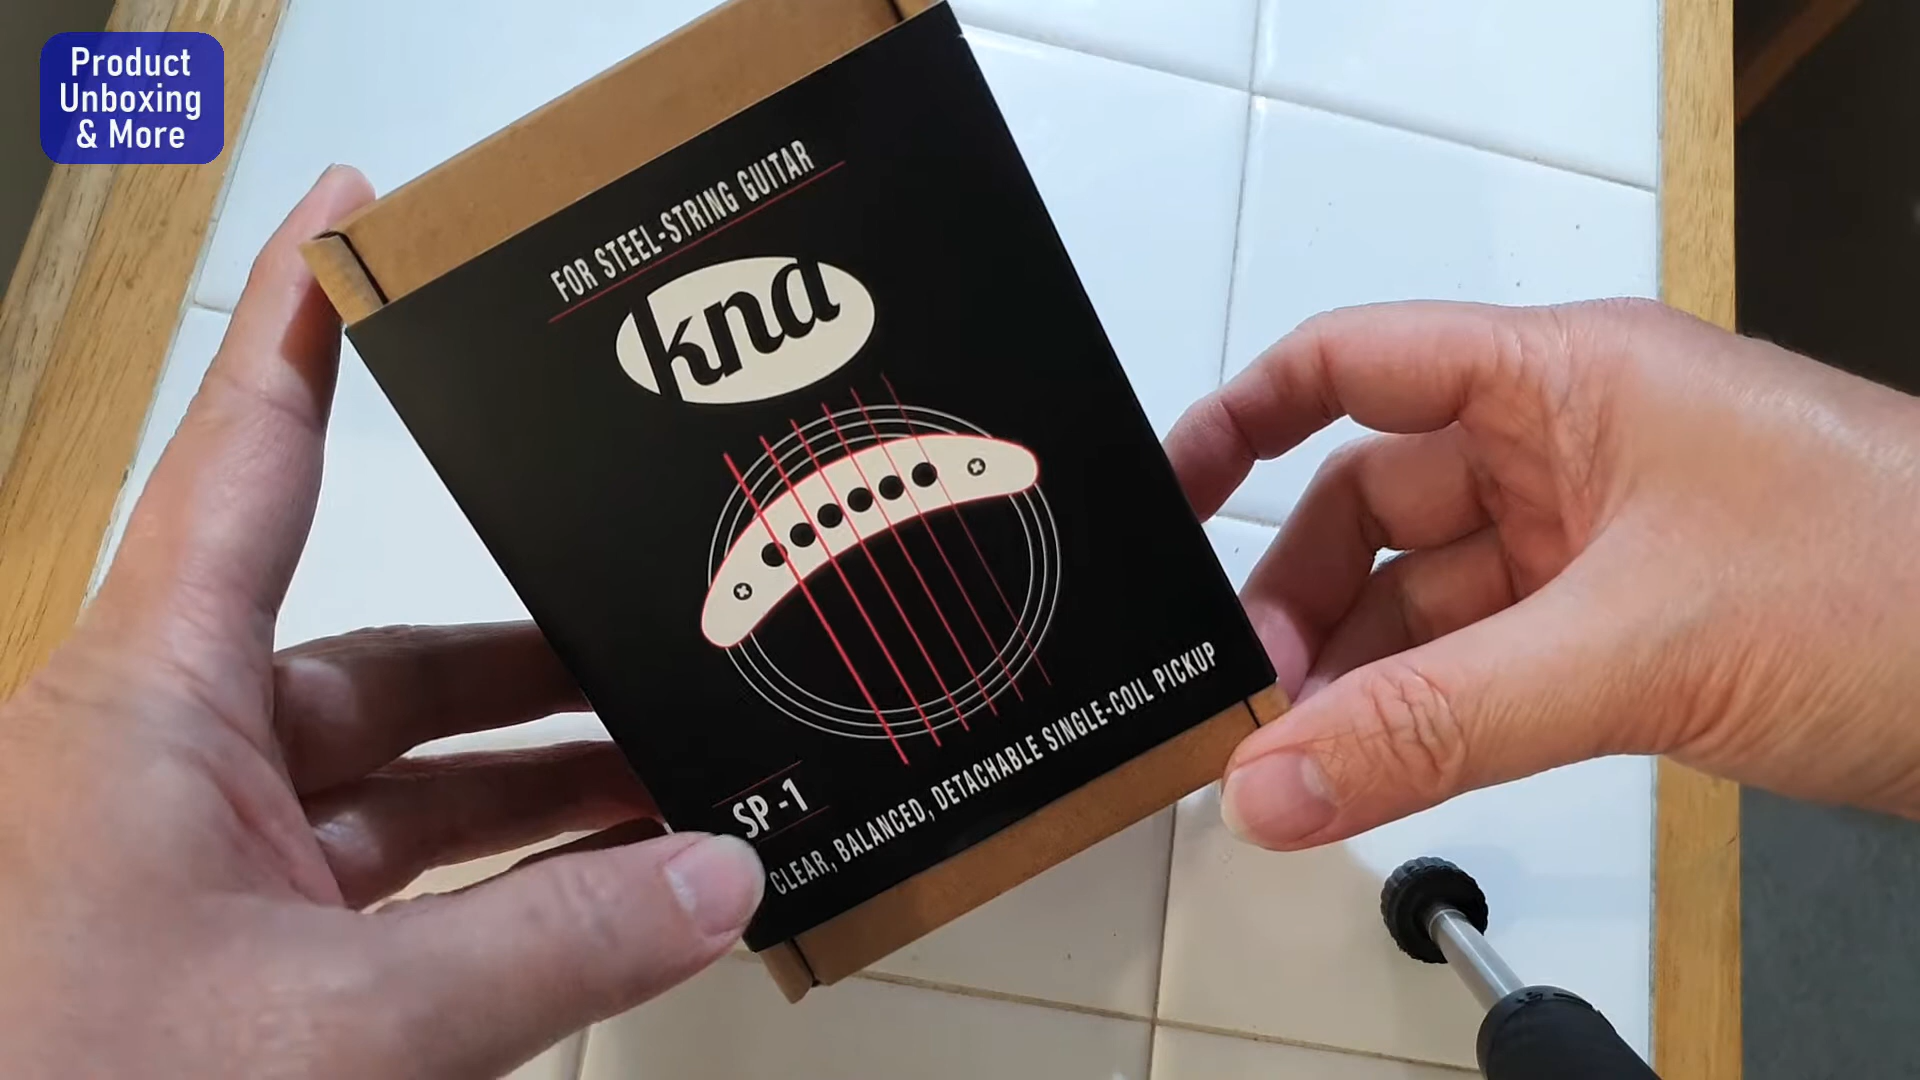 Product
Unboxing
& More
FOR STEEL-STRING GUITAR
kna
SP-1
CLEAR, BALANCED, DETACHABLE SINGLE-COIL PICKUP